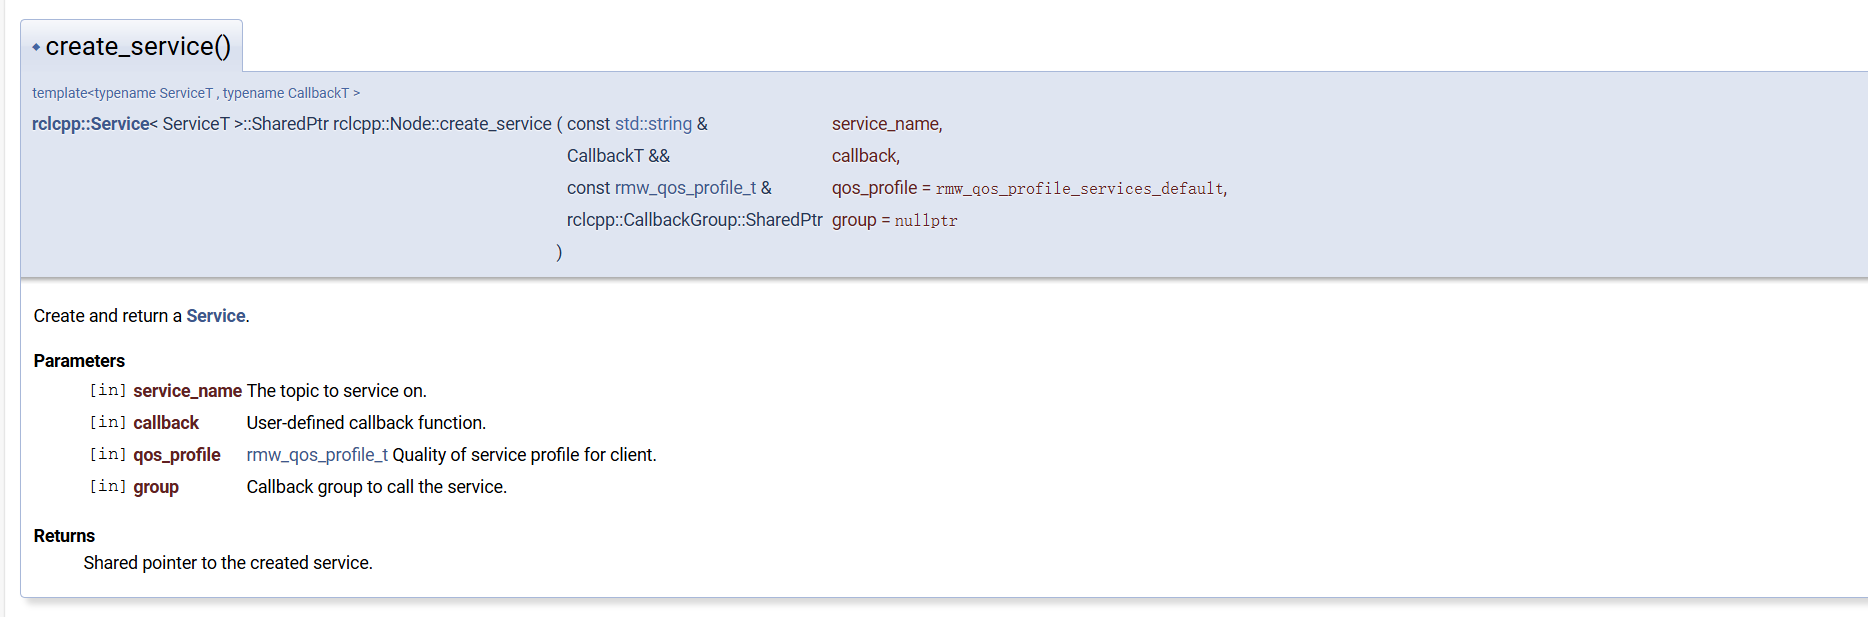 ◆ create_service()
template<typename ServiceT , typename CallbackT >
rclcpp::Service< ServiceT >::SharedPtr rclcpp::Node::create_service ( const std::string & service_name,
CallbackT && callback,
const rmw_qos_profile_t & qos_profile = rmw_qos_profile_services_default,
rclcpp::CallbackGroup::SharedPtr group = nullptr
)
Create and return a Service.
Parameters
[in] service_name The topic to service on.
[in] callback User-defined callback function.
[in] qos_profile rmw_qos_profile_t Quality of service profile for client.
[in] group Callback group to call the service.
Returns
Shared pointer to the created service.